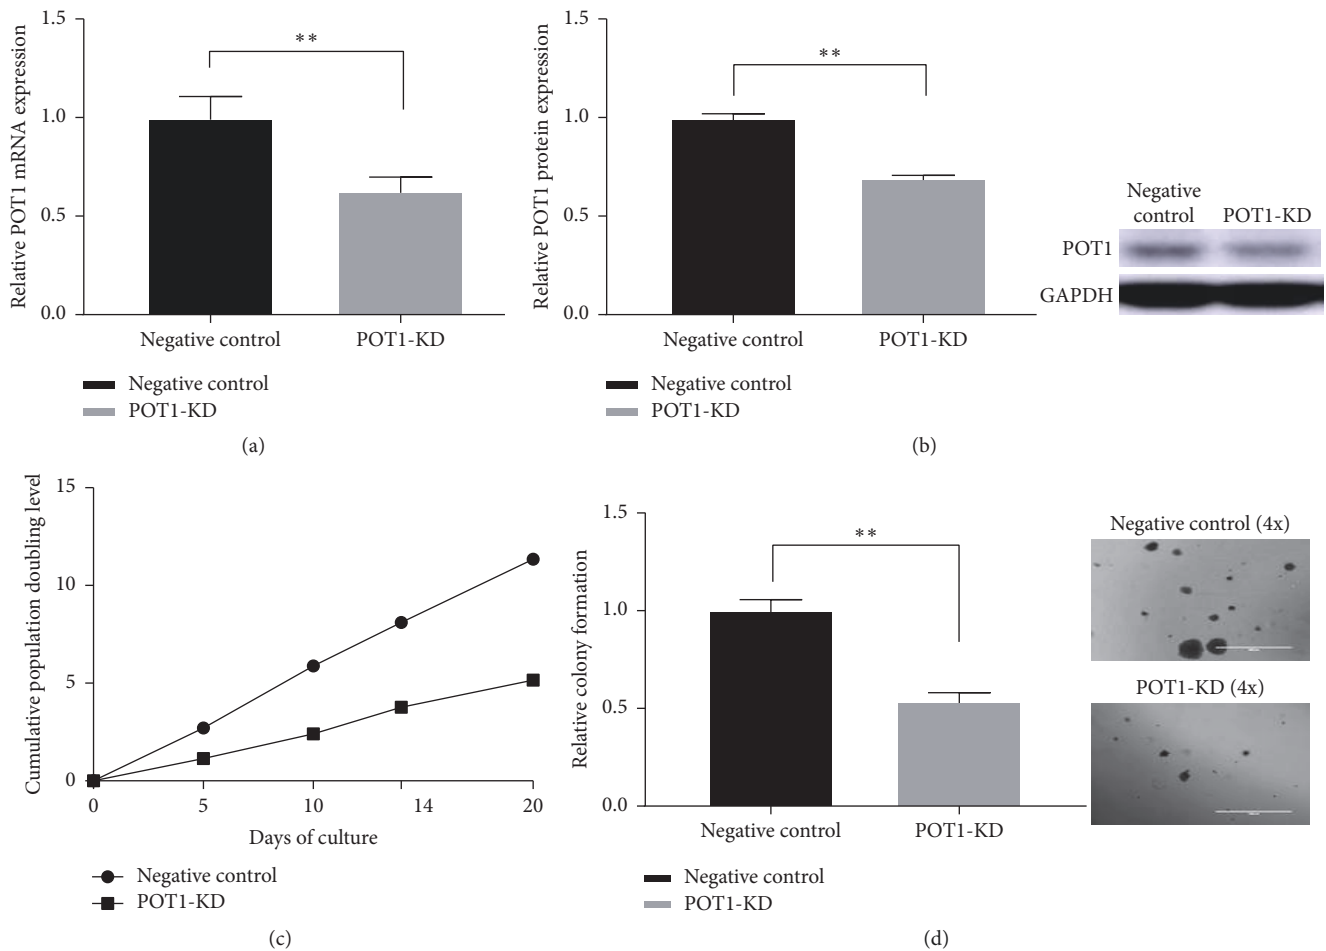 1.5
1.0
0.5
0.0
Relative POT1 mRNA expression
**
Negative control
POT1-KD
Negative control
POT1-KD
(a)
1.5
1.0
0.5
0.0
Relative POT1 protein expression
**
Negative control
POT1-KD
Negative control
POT1-KD
Negative
control
POT1-KD
POT1
GAPDH
(b)
15
10
5
0
Cumulative population doubling level
0
5
10
14
20
Days of culture
Negative control
POT1-KD
(c)
1.5
1.0
0.5
0.0
Relative colony formation
**
Negative control
POT1-KD
Negative control
POT1-KD
Negative control (4x)
POT1-KD (4x)
(d)